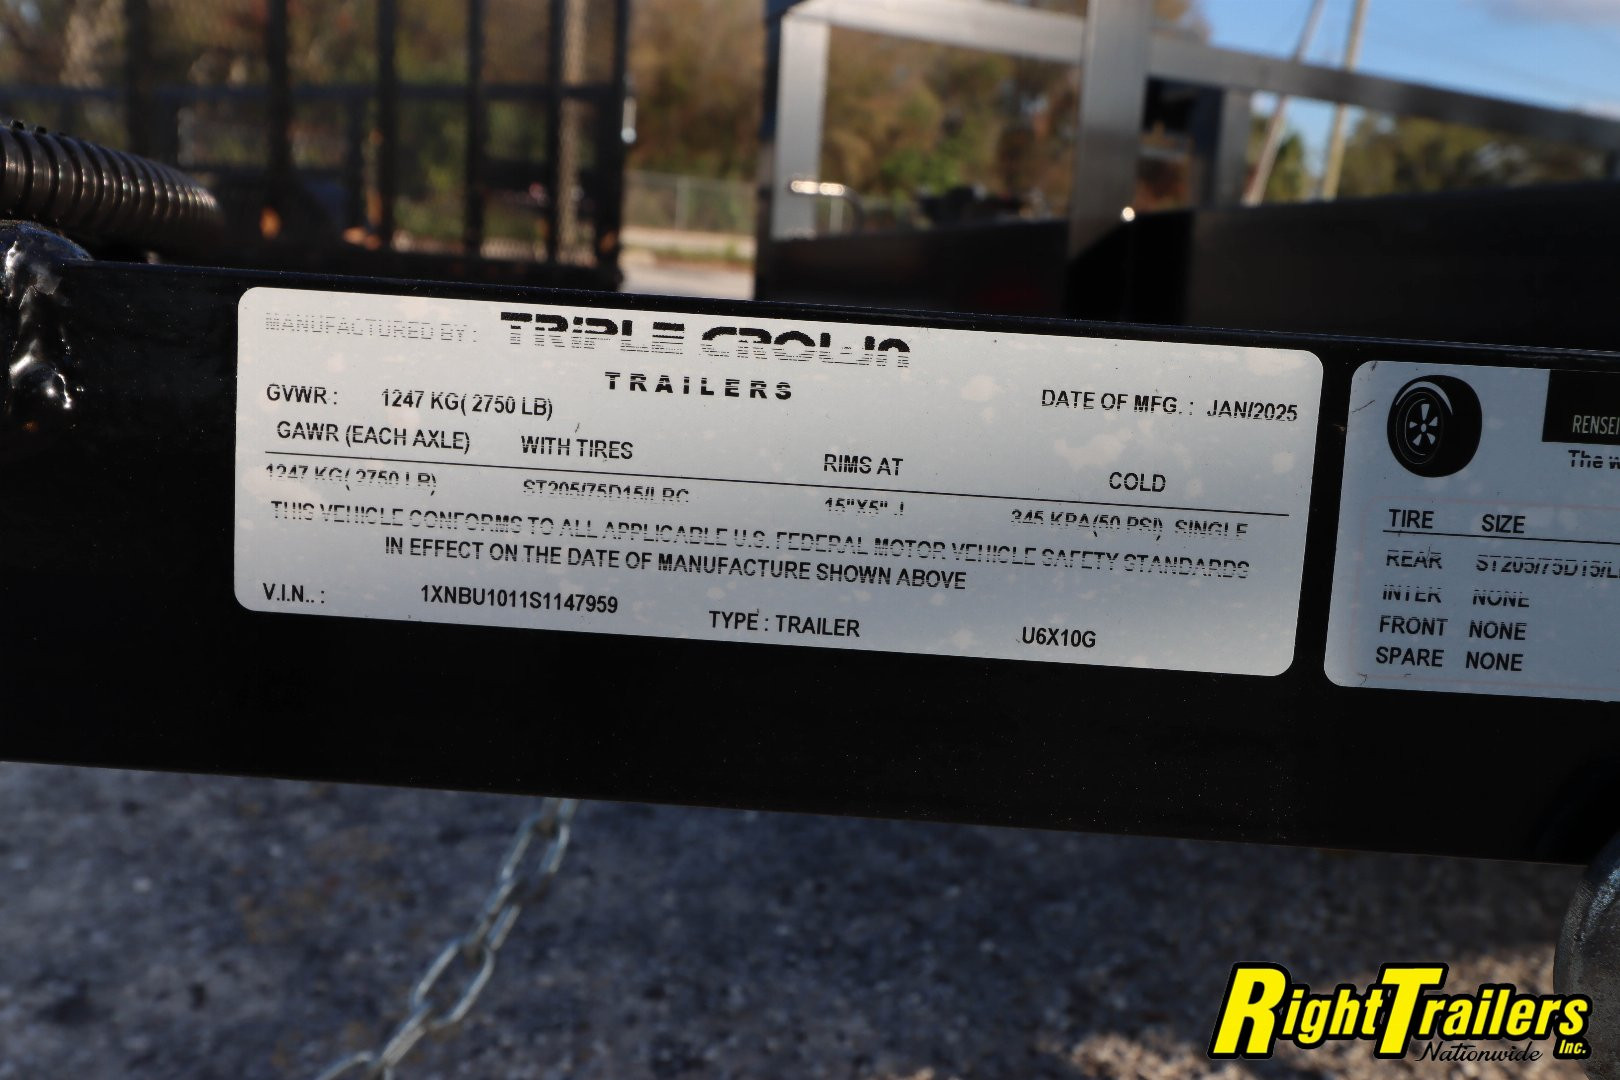 MANUFACTURED BY: TRIPLE CROWN
TRAILERS
GVWR: 1247 KG( 2750 LB)
DATE OF MFG. : JAN/2025
GAWR (EACH AXLE) WITH TIRES RIMS AT COLD
1247 KG( 2750 LB) ST205/75D15/LRC 15"X5" J 345 KPA(50 PSI) SINGLE
THIS VEHICLE CONFORMS TO ALL APPLICABLE U.S. FEDERAL MOTOR VEHICLE SAFETY STANDARDS
IN EFFECT ON THE DATE OF MANUFACTURE SHOWN ABOVE
V.I.N.. : 1XNBU1011S1147959 TYPE : TRAILER U6X10G
The
TIRE SIZE
REAR ST205/75D15/L
INTER NONE
FRONT NONE
SPARE NONE
RightTrailers
Nationwide Inc.